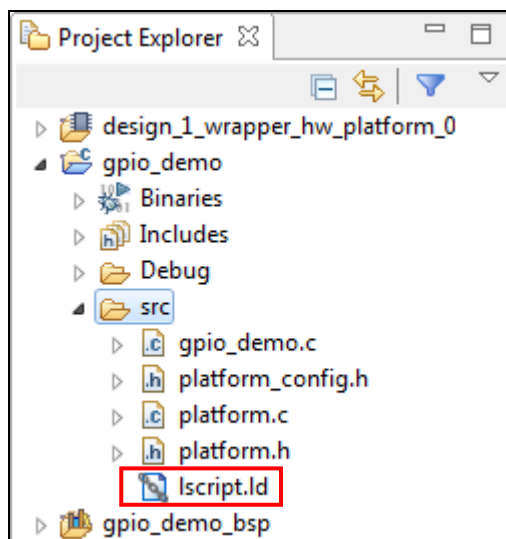 Project Explorer
design_1_wrapper_hw_platform_0
gpio_demo
Binaries
Includes
Debug
src
gpio_demo.c
platform_config.h
platform.c
platform.h
lscript.ld
gpio_demo_bsp